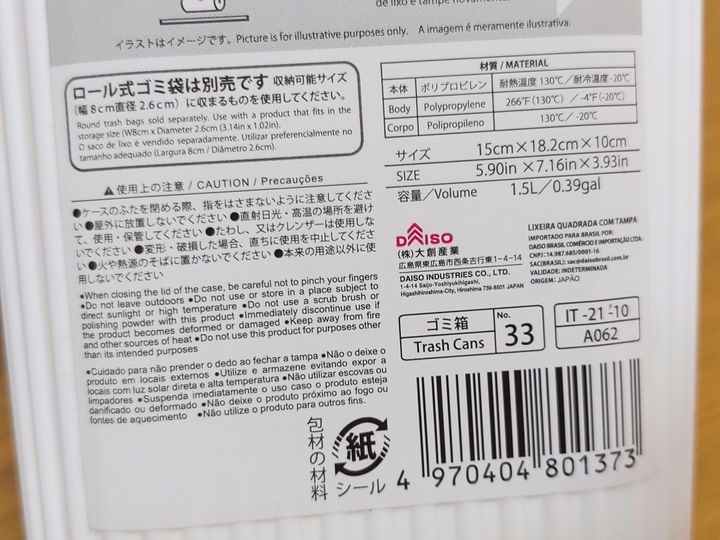 de lixo e tampe novament
イラストはイメージです。Picture is for illustrative purposes only. A imagem é meramente ilustrativa.
ロール式ゴミ袋は別売です 収納可能サイズ
(幅8cm直径2.6cm)に収まるものを使用してください。
Round trash bags sold separately. Use with a product that fits in the
storage size (W8cm x Diameter 2.6cm (3.14in x 1.02in).
O saco de lixo é vendido separadamente. Utilizar preferencialmente no
tamanho adequado (Largura 8cm / Diâmetro 2.6cm).
⚠使用上の注意 / CAUTION / Precauções
●ケースのふたを閉める際、指をはさまないように注意してくださ
い●屋外に放置しないでください●直射日光・高温の場所を避け
て、使用・保管してください●たわし、又はクレンザーは使用しな
いでください●変形・破損した場合、直ちに使用を中止してくださ
い●火や熱源のそばに置かないでください●本来の用途以外に使
用しないでください
●When closing the lid of the case, be careful not to pinch your fingers
●Do not leave outdoors ●Do not use or store in a place subject to
direct sunlight or high temperature ●Do not use a scrub brush or
polishing powder with this product ●Immediately discontinue use if
the product becomes deformed or damaged ●Keep away from fire
and other sources of heat ●Do not use this product for purposes other
than its intended purposes
●Cuidado para não prender o dedo ao fechar a tampa ●Não o deixe o
produto em locais externos ●Utilize e armazene evitando expor a
locais com luz solar direta e alta temperatura ●Não utilizar escovas ou
limpadores ●Suspenda imediatamente o uso caso o produto esteja
danificado ou deformado ●Não deixe o produto próximo ao fogo ou
fontes de aquecimento ●Não utilize o produto para outros fins.
材質 / MATERIAL
本体 ポリプロピレン 耐熱温度130℃/耐冷温度-20℃
Body Polypropylene 266°F(130℃) / -4°F(-20℃)
Corpo Polipropileno 130℃/ -20℃
サイズ 15cm×18.2cm×10cm
SIZE 5.90in ×7.16in×3.93in
容量/Volume 1.5L/0.39gal
DAISO
(株)大創産業
広島県東広島市西条吉行東1-4-14
DAISO INDUSTRIES CO., LTD.
1-4-14 Saijo-Yoshiyukihigashi,
Higashihiroshima-City, Hiroshima 739-8501 JAPAN
LIXEIRA QUADRADA COM TAMPA
IMPORTADO PARA BRASIL POR:
DAISO BRASIL COMÉRCIO E IMPORTAÇÃO LTDA.
CNPJ: 14.987.685/0001-16
SAC(BRASIL): sac@daisobrasil.com.br
VALIDADE: INDETERMINADA
ORIGEM: JAPÃO
ゴミ箱 No.
Trash Cans 33
IT -21-10
A062
包材の材料
紙
シール
4 970404 801373